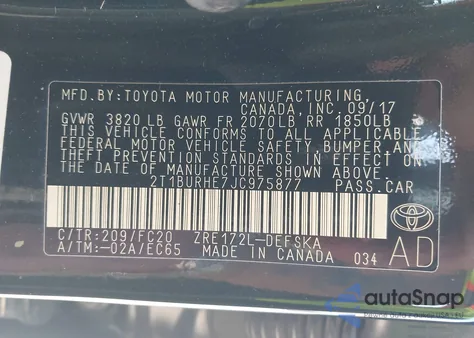 MFD.BY:TOYOTA MOTOR MANUFACTURING,
CANADA, INC. 09/17
GVWR 3820 LB GAWR FR 2070LB RR 1850LB
THIS VEHICLE CONFORMS TO ALL APPLICABLE
FEDERAL MOTOR VEHICLE SAFETY, BUMPER AND
THEFT PREVENTION STANDARDS IN EFFECT ON
THE DATE OF MANUFACTURE SHOWN ABOVE.
2T1BURHE7JC975877 PASS.CAR
C/TR:209/FC20 ZRE172L-DEFSKA
A/TM:-02A/EC65 MADE IN CANADA 034
TOYOTA
AD
autoSnap